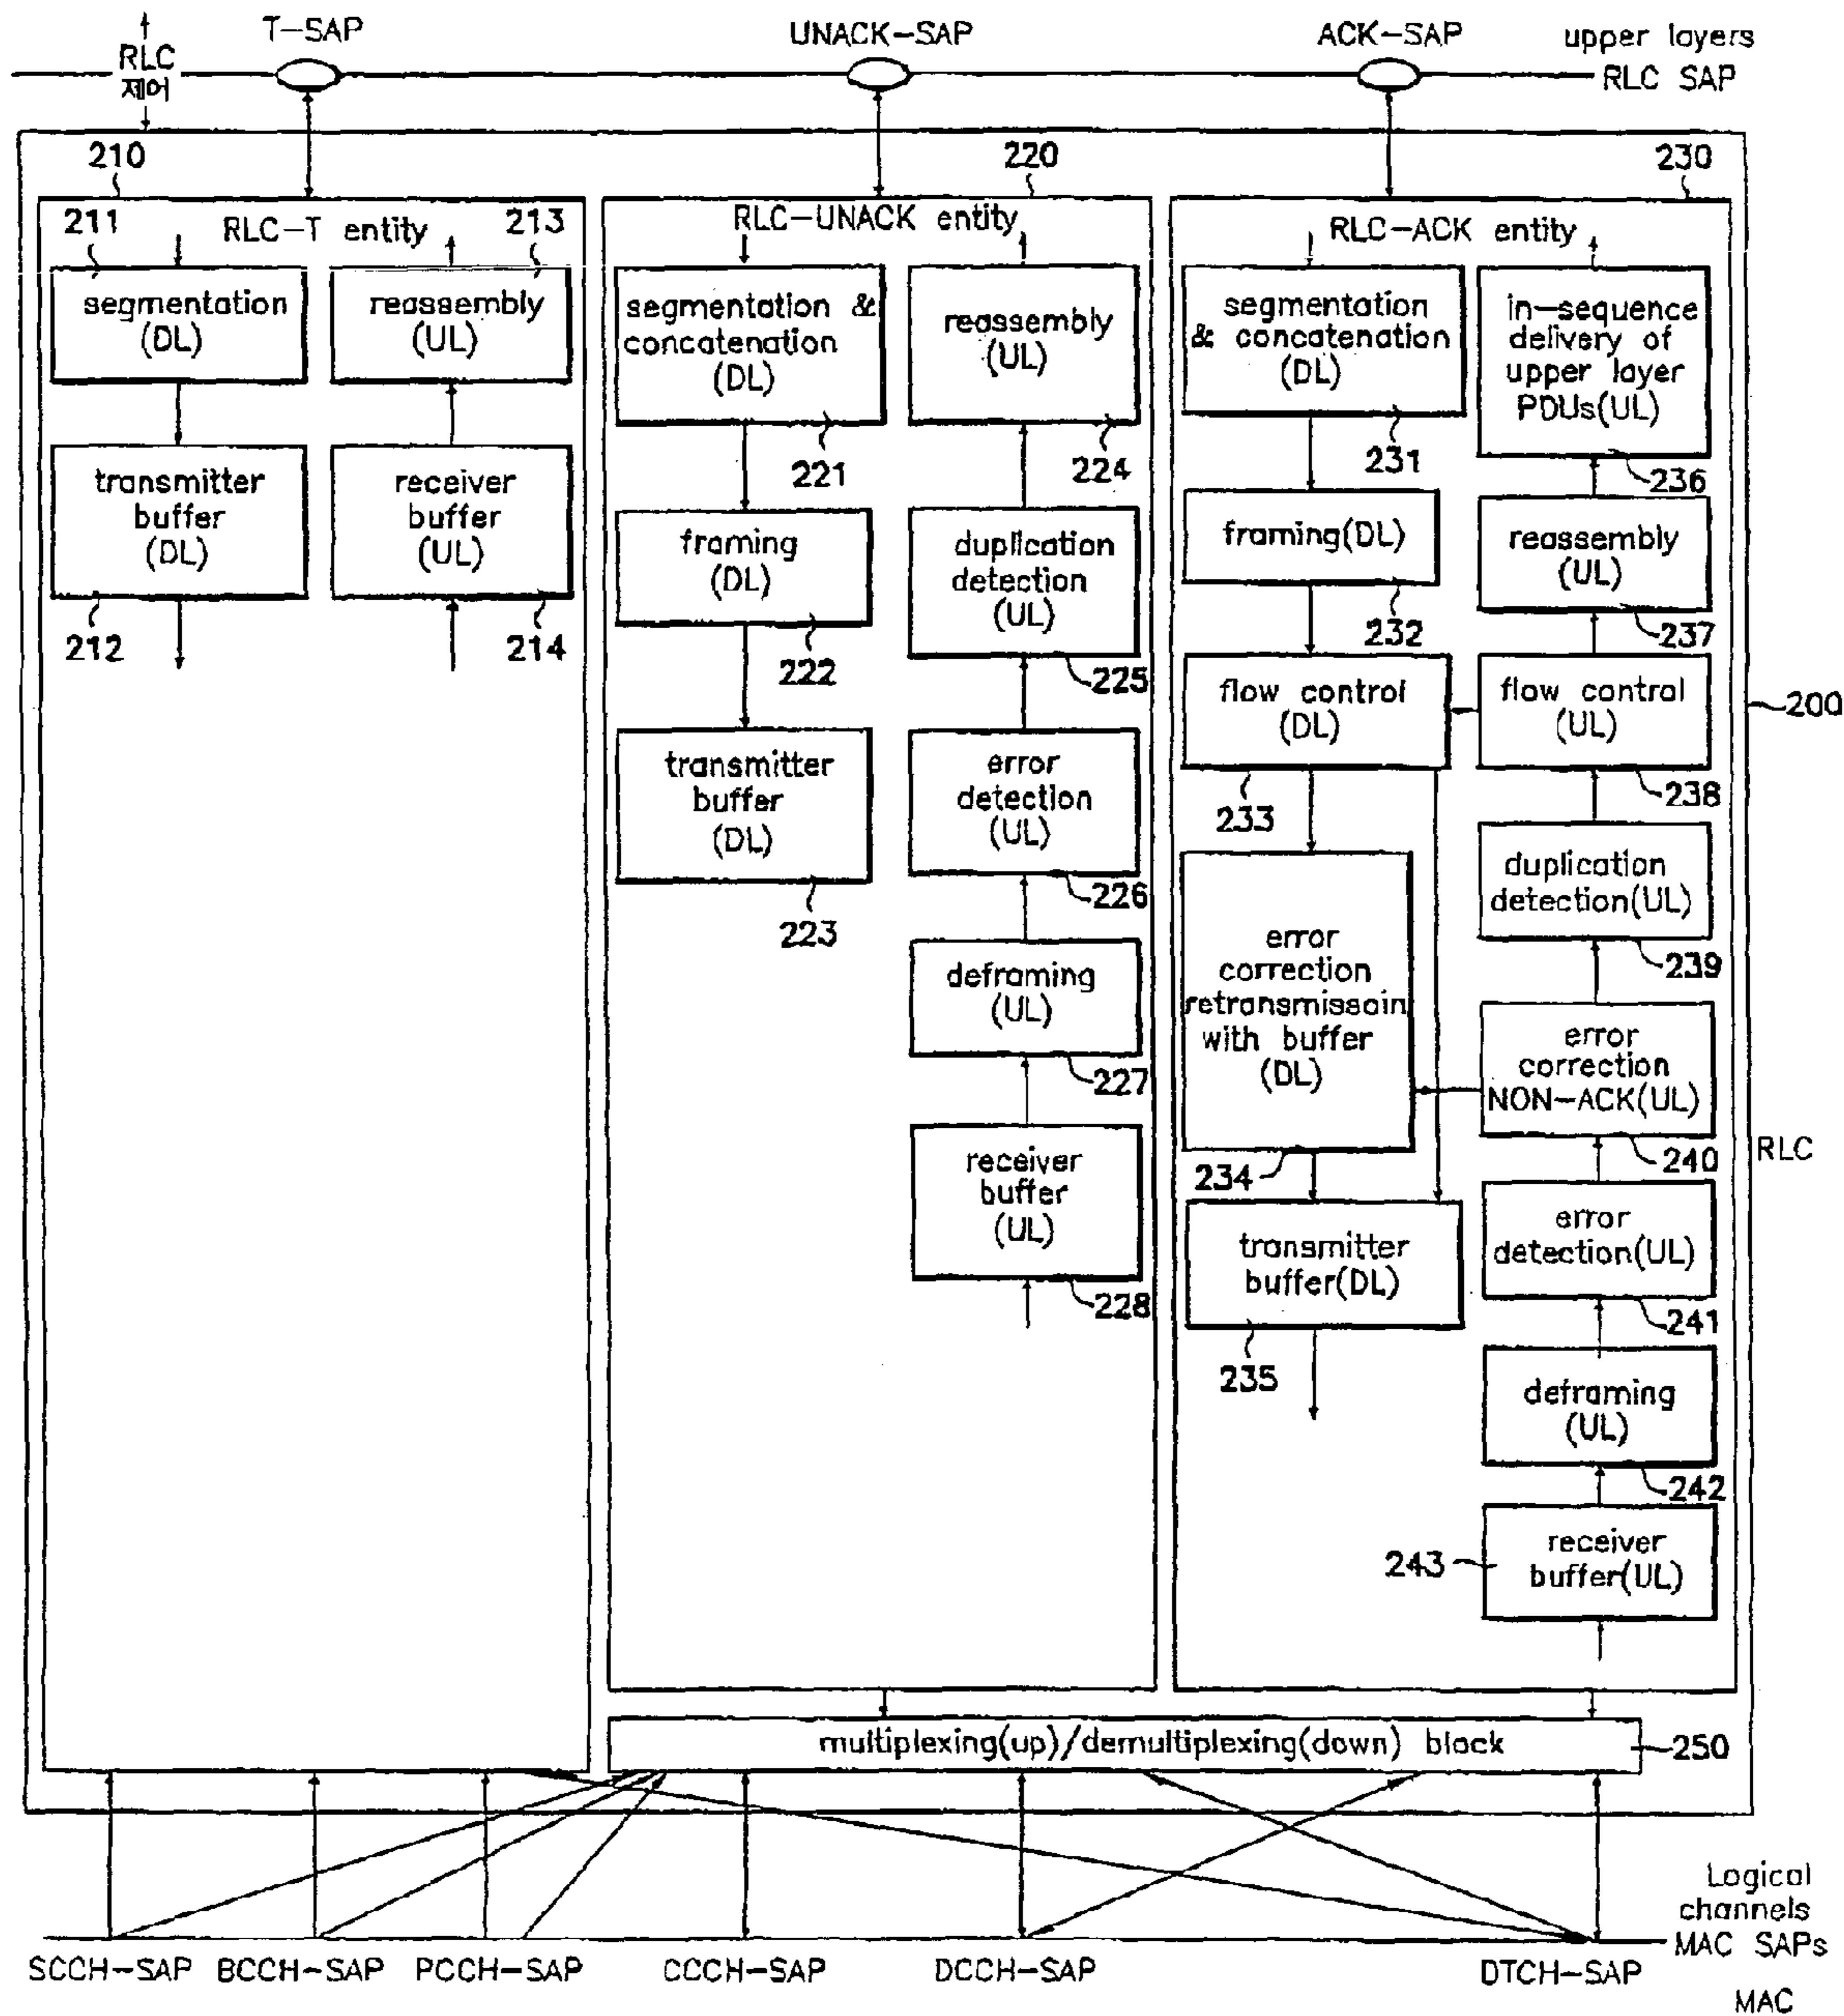 T-SAP
UNACK-SAP
ACK-SAP
upper layers
RLC
제어
RLC SAP
210
220
230
211
RLC-T entity
213
RLC-UNACK entity
RLC-ACK entity
segmentation
(DL)
reassembly
(UL)
segmentation &
concatenation
(DL)
reassembly
(UL)
segmentation
& concatenation
(DL)
in-sequence
delivery of
upper layer
PDUs(UL)
221
224
231
236
transmitter
buffer
(DL)
receiver
buffer
(UL)
framing
(DL)
duplication
detection
(UL)
framing(DL)
reassembly
(UL)
212
214
222
225
232
237
200
flow control
(DL)
flow control
(UL)
transmitter
buffer
(DL)
error
detection
(UL)
233
238
223
226
duplication
detection(UL)
239
error
correction
retransmissoin
with buffer
(DL)
deframing
(UL)
227
error
correction
NON-ACK(UL)
234
240
RLC
receiver
buffer
(UL)
228
transmitter
buffer(DL)
error
detection(UL)
241
235
deframing
(UL)
242
243
receiver
buffer(UL)
multiplexing(up)/demultiplexing(down) block
250
Logical
channels
MAC SAPs
SCCH-SAP
BCCH-SAP
PCCH-SAP
CCCH-SAP
DCCH-SAP
DTCH-SAP
MAC